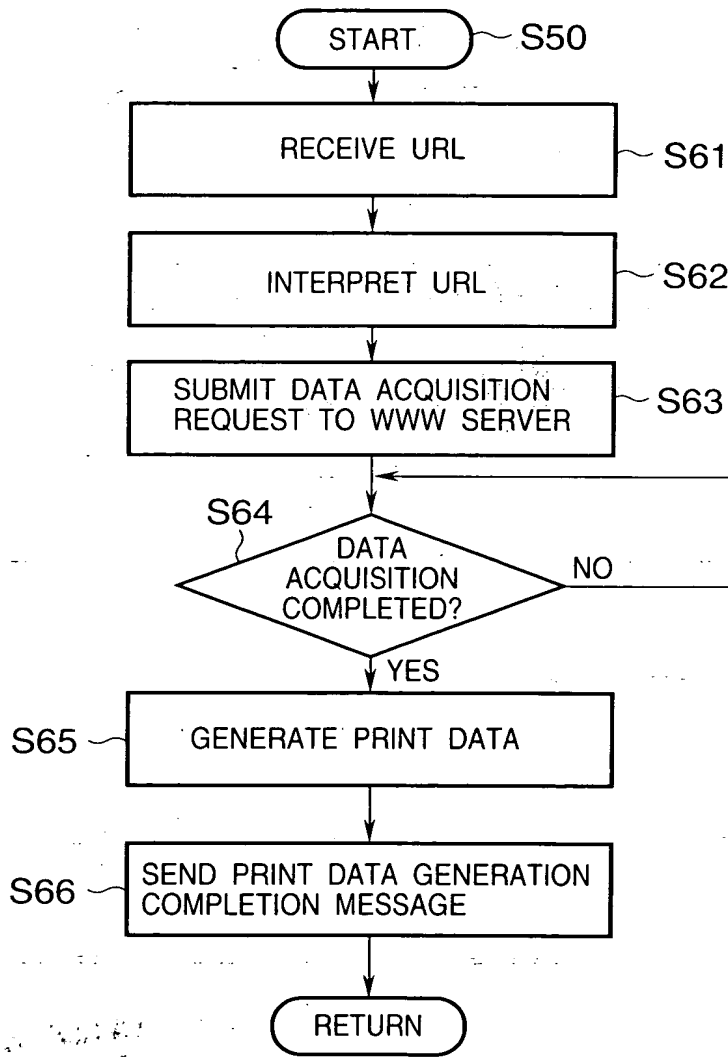 START
S50
RECEIVE URL
S61
INTERPRET URL
S62
SUBMIT DATA ACQUISITION
REQUEST TO WWW SERVER
S63
S64
DATA
ACQUISITION
COMPLETED?
NO
YES
S65
GENERATE PRINT DATA
S66
SEND PRINT DATA GENERATION
COMPLETION MESSAGE
RETURN